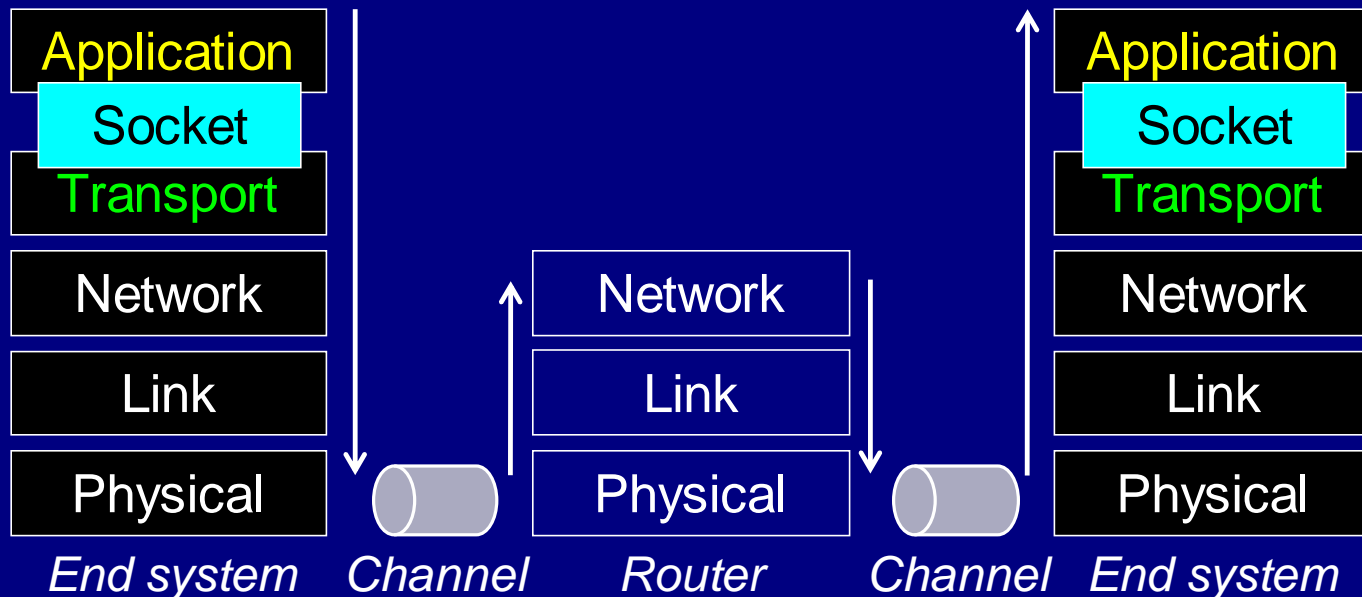 Application
Socket
Transport
Network
Link
Physical
End system
Channel
Network
Link
Physical
Router
Channel
Application
Socket
Transport
Network
Link
Physical
End system